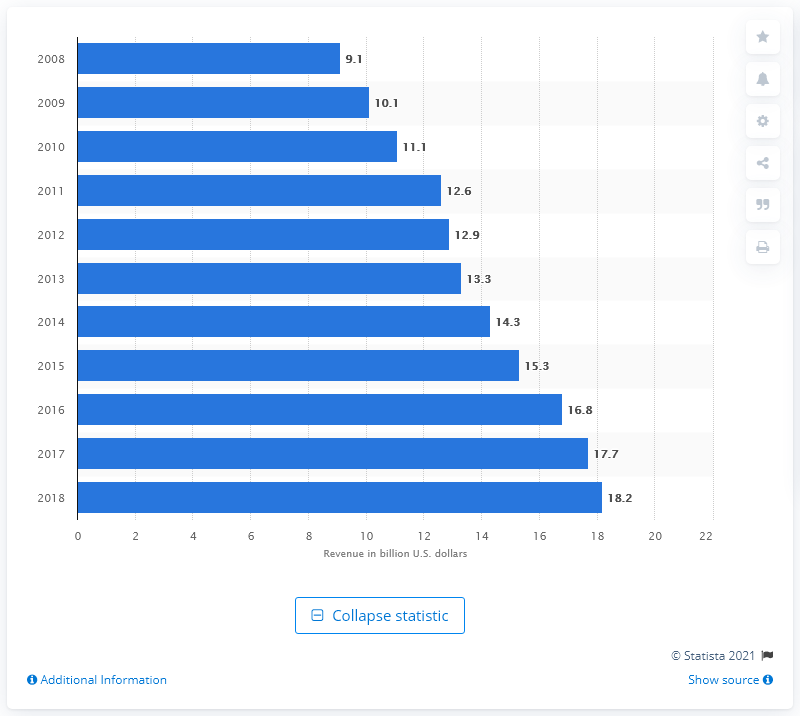 2008 9.1
2009 10.1
2010 11.1
2011 12.6
2012 12.9
2013 13.3
2014 14.3
2015 15.3
2016 16.8
2017 17.7
2018 18.2
0 2 4 6 8 10 12 14 16 18 20 22
Revenue in billion U.S. dollars
Collapse statistic
© Statista 2021
Additional Information Show source